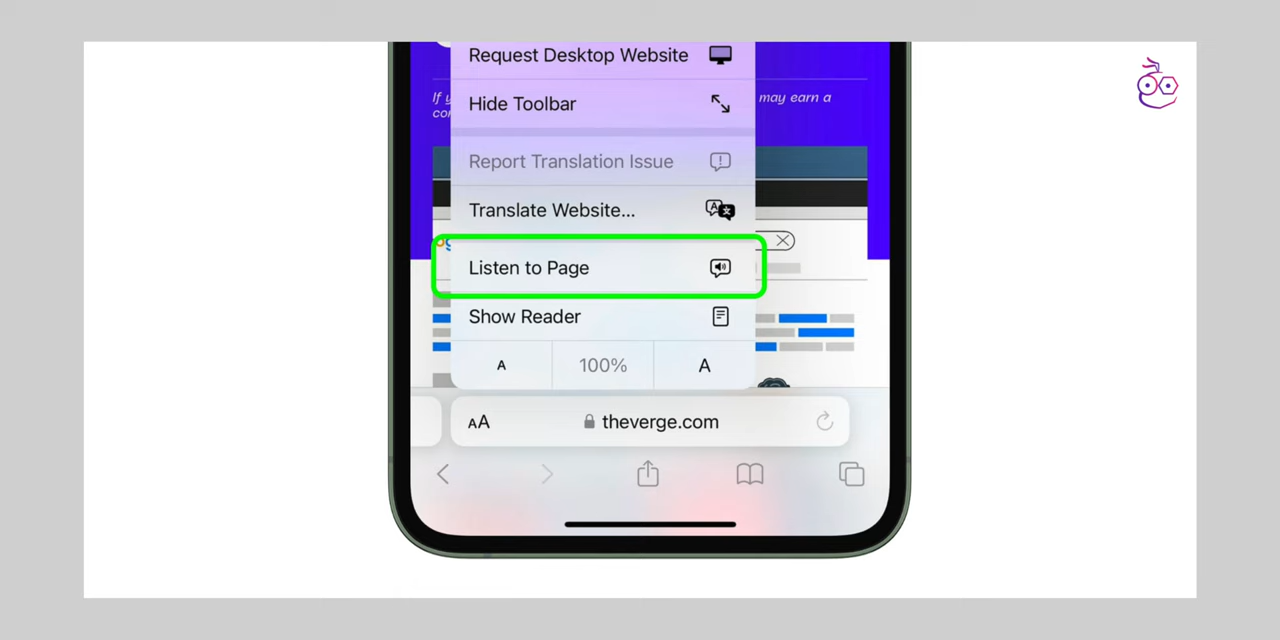 Request Desktop Website
If y may earn a
Hide Toolbar
Report Translation Issue
Translate Website...
Listen to Page
Show Reader
A 100% A
AA theverge.com